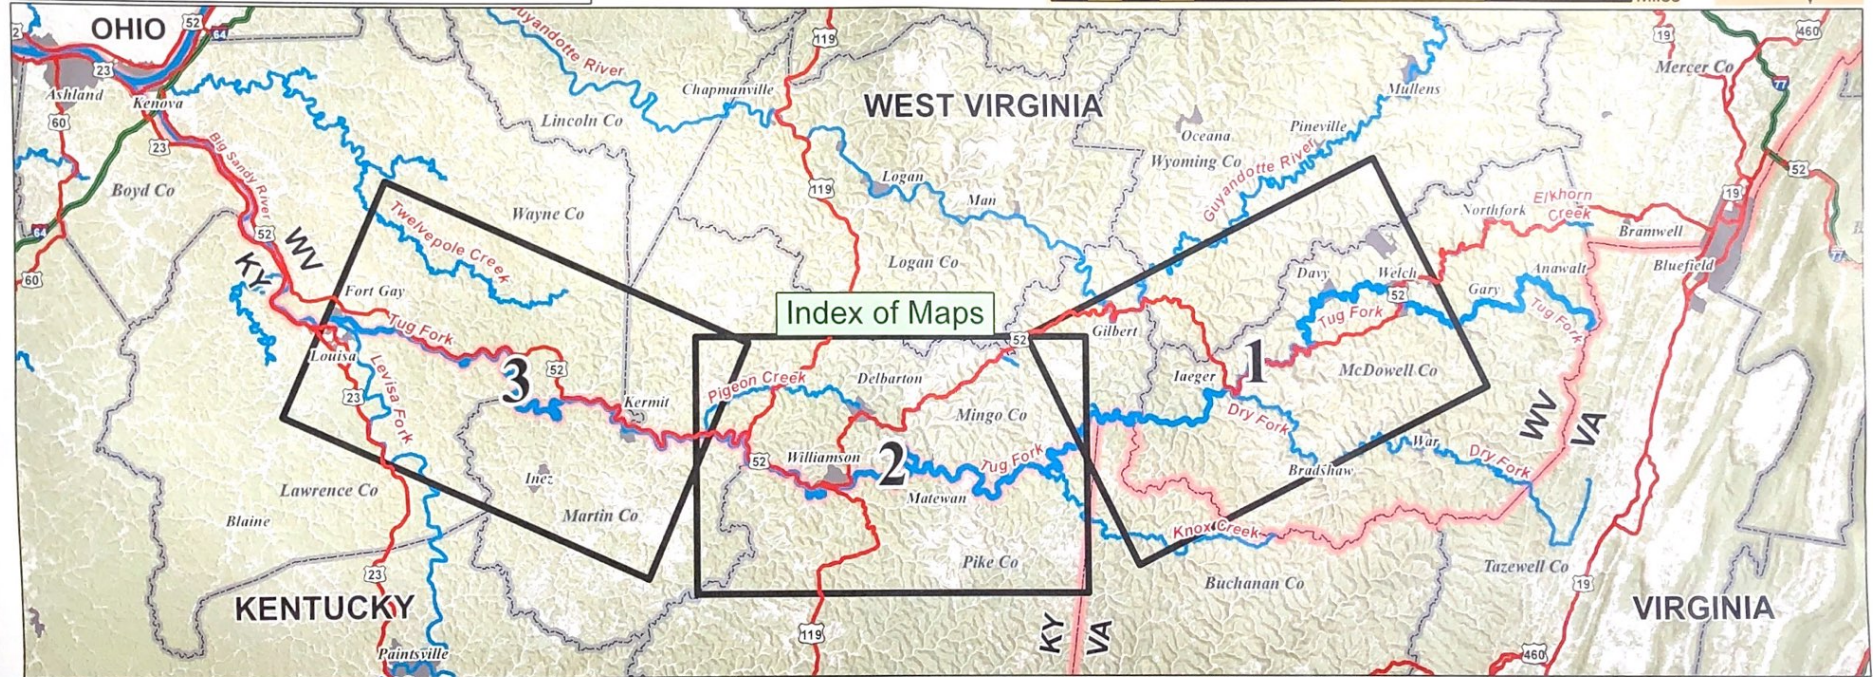 OHIO
52
64
Guyandotte River
119
19
460
Mercer Co
2
23
Ashland
Kenova
Chapmanville
WEST VIRGINIA
Mullens
77
60
Lincoln Co
Oceana
Pineville
23
Big Sandy River
Wyoming Co
Guyandotte River
52
Boyd Co
Logan
119
Man
19
Twelvepole Creek
Wayne Co
Northfork
Elkhorn
Creek
Bramwell
64
52
WV
KY
Logan Co
Bluefield
60
Fort Gay
Davy
Welch
Anawalt
52
Gary
Index of Maps
Tug Fork
Tug Fork
Tug Fork
Gilbert
52
Louisa
Levisa Fork
3
52
Pigeon Creek
Delbarton
Iaeger
1
McDowell Co
23
Kermit
Mingo Co
Dry Fork
WV
VA
52
Williamson
2
Tug Fork
Matewan
War
Dry Fork
Bradshaw
Inez
Lawrence Co
Blaine
Martin Co
Knox Creek
Pike Co
Tazewell Co
23
Buchanan Co
19
KENTUCKY
VIRGINIA
119
KY
VA
Paintsville
460